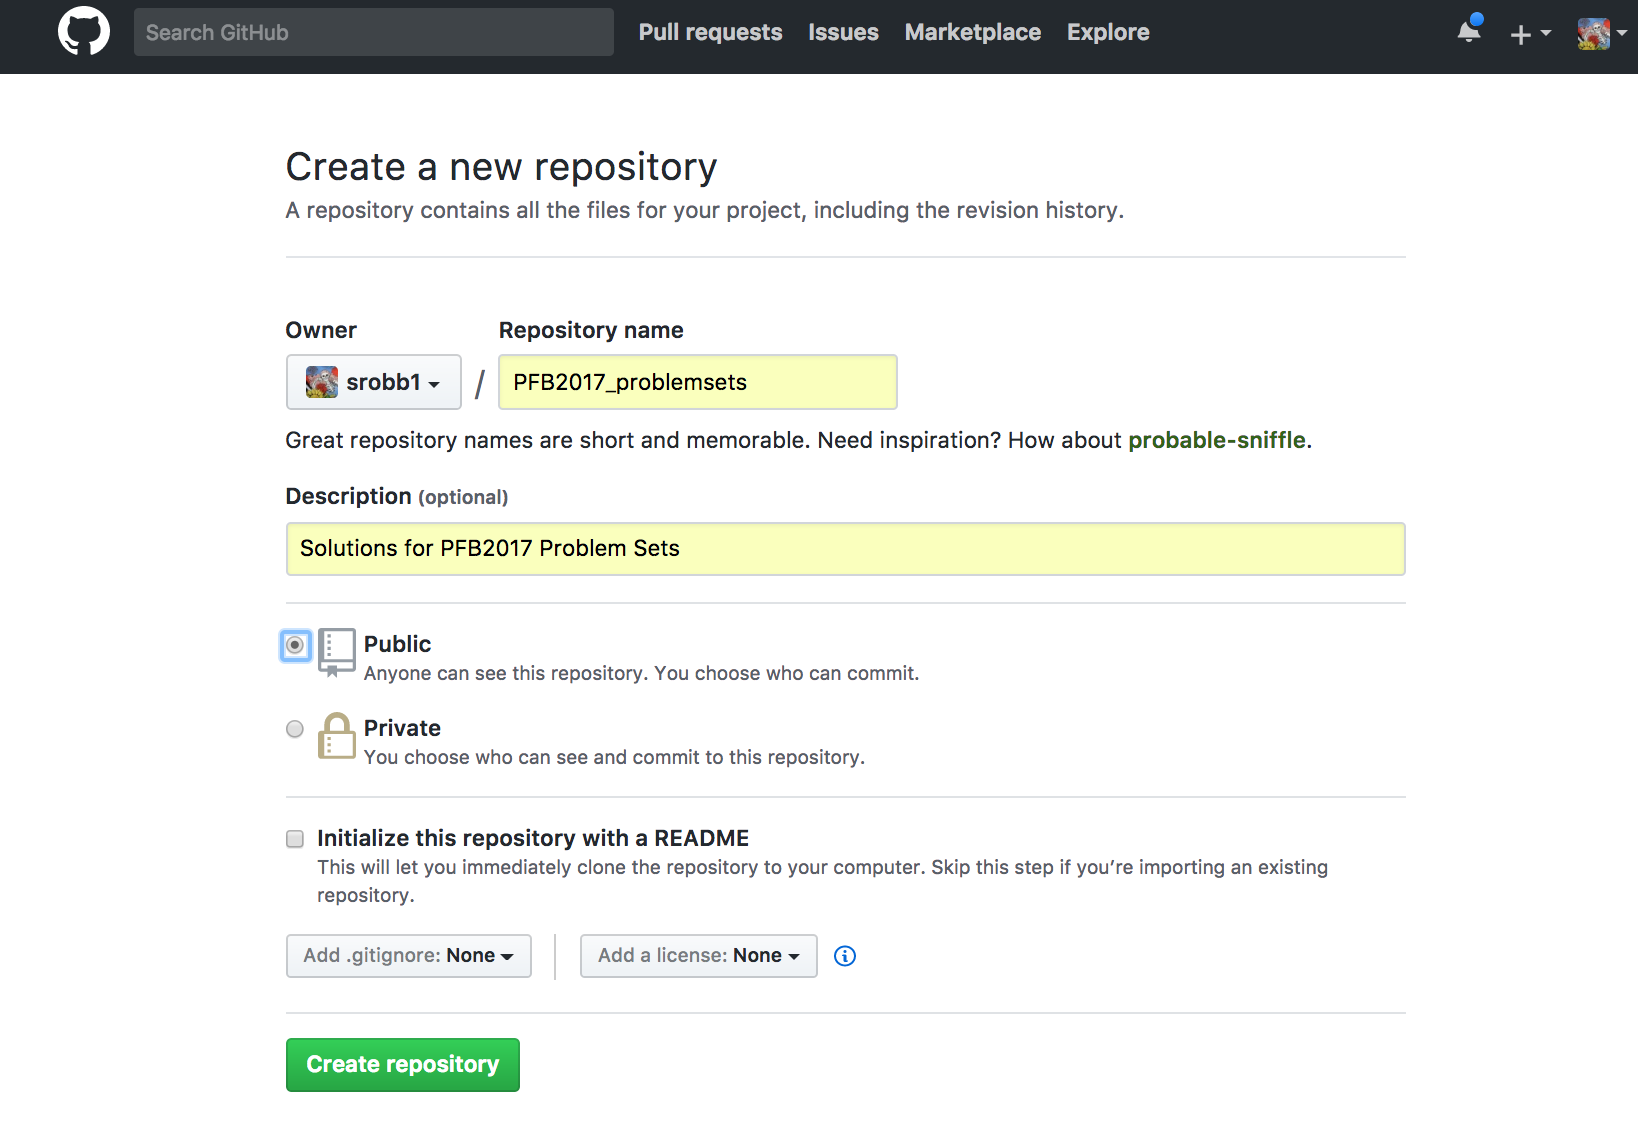 Search GitHub Pull requests Issues Marketplace Explore
Create a new repository
A repository contains all the files for your project, including the revision history.
Owner Repository name
srobb1 / PFB2017_problemsets
Great repository names are short and memorable. Need inspiration? How about probable-sniffle.
Description (optional)
Solutions for PFB2017 Problem Sets
Public
Anyone can see this repository. You choose who can commit.
Private
You choose who can see and commit to this repository.
Initialize this repository with a README
This will let you immediately clone the repository to your computer. Skip this step if you’re importing an existing
repository.
Add .gitignore: None Add a license: None
Create repository